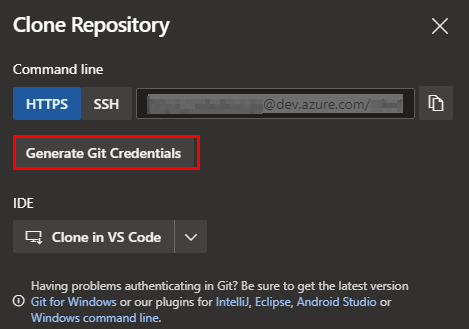 Clone Repository
Command line
HTTPS SSH @dev.azure.com/
Generate Git Credentials
IDE
Clone in VS Code
Having problems authenticating in Git? Be sure to get the latest version
Git for Windows or our plugins for IntelliJ, Eclipse, Android Studio or
Windows command line.